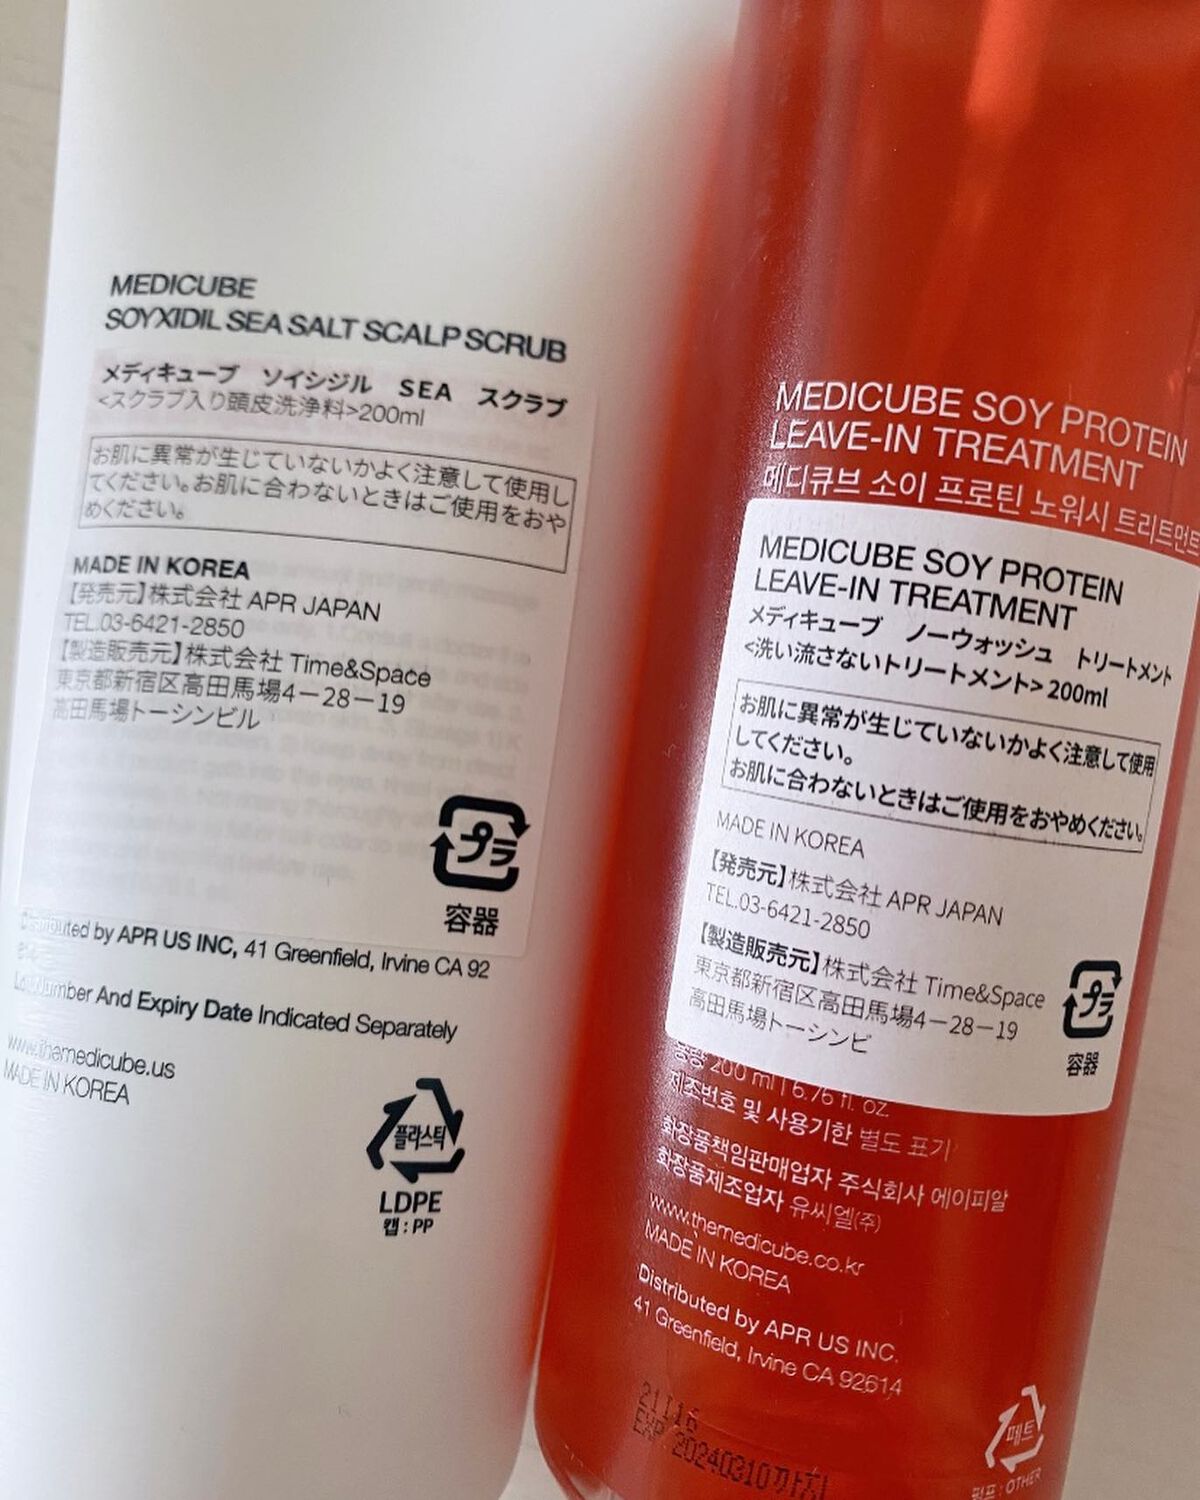 MEDICUBE
SOYXIDIL SEA SALT SCALP SCRUB
メディキューブ ソイシジル SEA スクラブ
<スクラブ入り頭皮洗浄料>200ml
お肌に異常が生じていないかよく注意して使用し
てください。お肌に合わないときはご使用をおや
めください。
MADE IN KOREA
【発売元】株式会社 APR JAPAN
TEL.03-6421-2850
【製造販売元】株式会社 Time&Space
東京都新宿区高田馬場4－28－19
高田馬場トーシンビル
プラ
容器
Distributed by APR US INC, 41 Greenfield, Irvine CA 92
614
Lot Number And Expiry Date Indicated Separately
www.themedicube.us
MADE IN KOREA
플라스틱
LDPE
캡 : PP
MEDICUBE SOY PROTEIN
LEAVE-IN TREATMENT
메디큐브 소이 프로틴 노워시 트리트먼트
MEDICUBE SOY PROTEIN
LEAVE-IN TREATMENT
メディキューブ ノーウォッシュ トリートメント
<洗い流さないトリートメント> 200ml
お肌に異常が生じていないかよく注意して使用
してください。
お肌に合わないときはご使用をおやめください。
MADE IN KOREA
【発売元】株式会社 APR JAPAN
TEL.03-6421-2850
【製造販売元】株式会社 Time&Space
東京都新宿区高田馬場4－28－19
高田馬場トーシンビ
プラ
容器
용량 200 ml | 6.76 fl. oz.
제조번호 및 사용기한 별도 표기
화장품책임판매업자 주식회사 에이피알
화장품제조업자 유씨엘(주)
www.themedicube.co.kr
MADE IN KOREA
Distributed by APR US INC.
41 Greenfield, Irvine CA 92614
EXP 20240310까지
페트
펌프 : OTHER